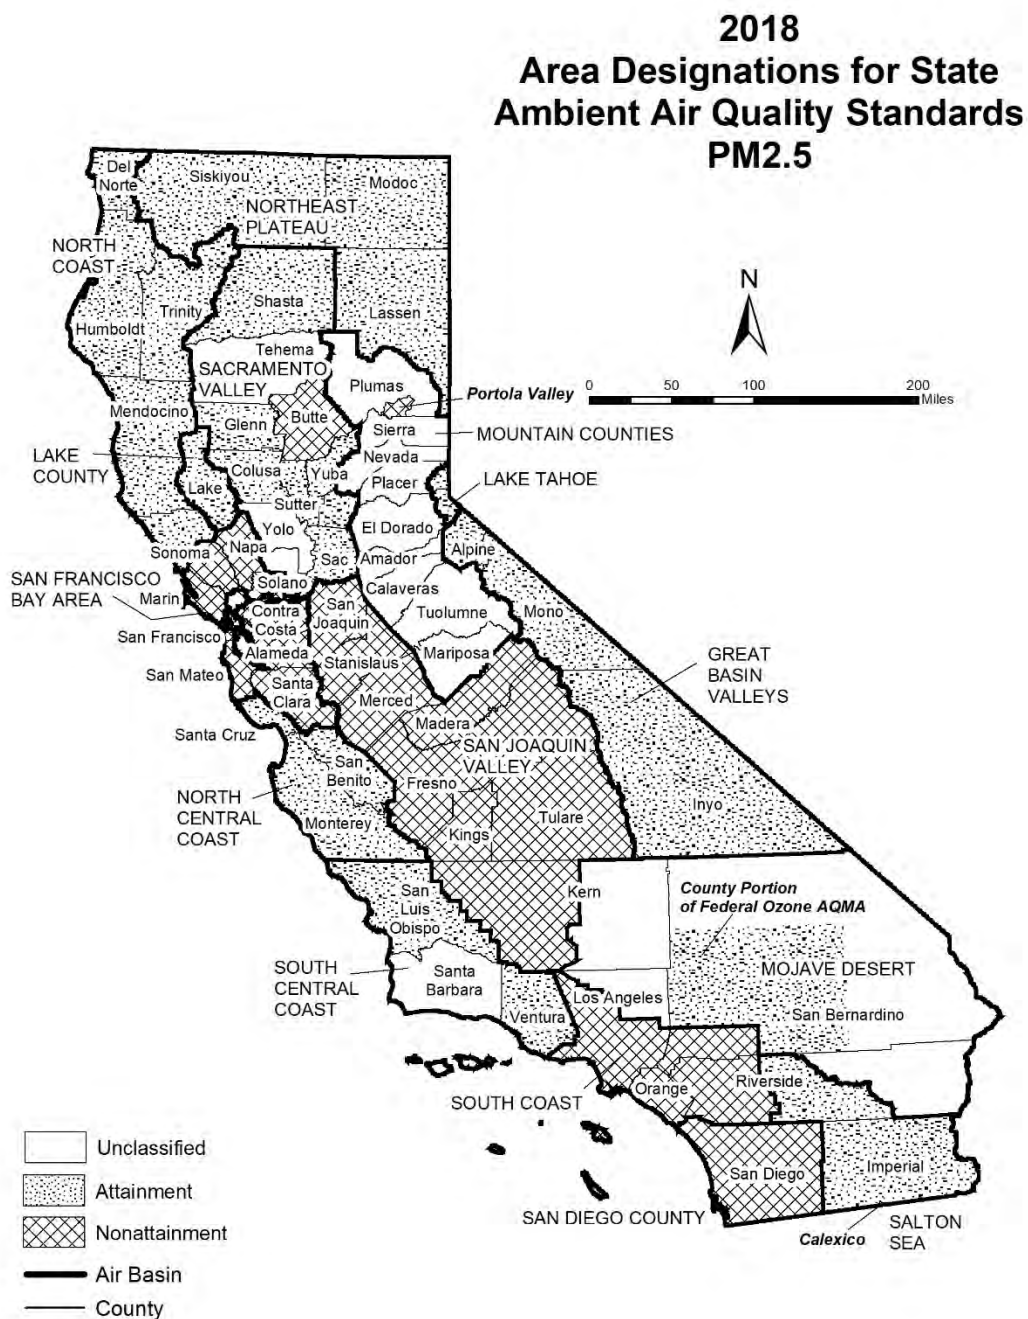 2018
Area Designations for State
Ambient Air Quality Standards
PM2.5
Del
Norte
Siskiyou
Modoc
NORTHEAST
PLATEAU
NORTH
COAST
Shasta
Trinity
Lassen
Humboldt
Tehema
SACRAMENTO
VALLEY
Plumas
Portola Valley
Mendocino
Glenn
Butte
Sierra
MOUNTAIN COUNTIES
LAKE
COUNTY
Colusa
Yuba
Nevada
Placer
LAKE TAHOE
Lake
Sutter
Yolo
El Dorado
Sonoma
Napa
Sac
Amador
Alpine
SAN FRANCISCO
BAY AREA
Solano
Calaveras
Marin
Contra
Costa
San
Joaquin
Tuolumne
Mono
San Francisco
Alameda
Stanislaus
Mariposa
San Mateo
Santa
Clara
Merced
GREAT
BASIN
VALLEYS
Santa Cruz
Madera
SAN JOAQUIN
VALLEY
San
Benito
Fresno
NORTH
CENTRAL
COAST
Monterey
Kings
Tulare
Inyo
San
Luis
Obispo
Kern
County Portion
of Federal Ozone AQMA
SOUTH
CENTRAL
COAST
Santa
Barbara
MOJAVE DESERT
Ventura
Los Angeles
San Bernardino
SOUTH COAST
Orange
Riverside
San Diego
Imperial
SAN DIEGO COUNTY
Calexico
SALTON
SEA
N
0 50 100 200
Miles
Unclassified
Attainment
Nonattainment
Air Basin
County